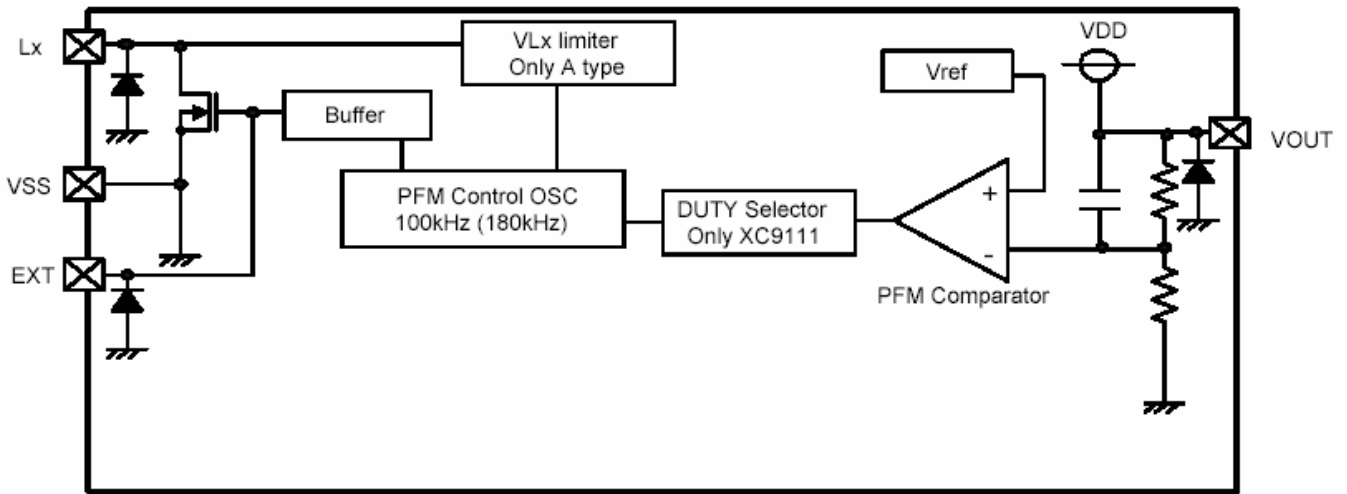 Lx
VLx limiter
Only A type
Vref
VDD
Buffer
VOUT
VSS
PFM Control OSC
100kHz (180kHz)
DUTY Selector
Only XC9111
+
-
PFM Comparator
EXT